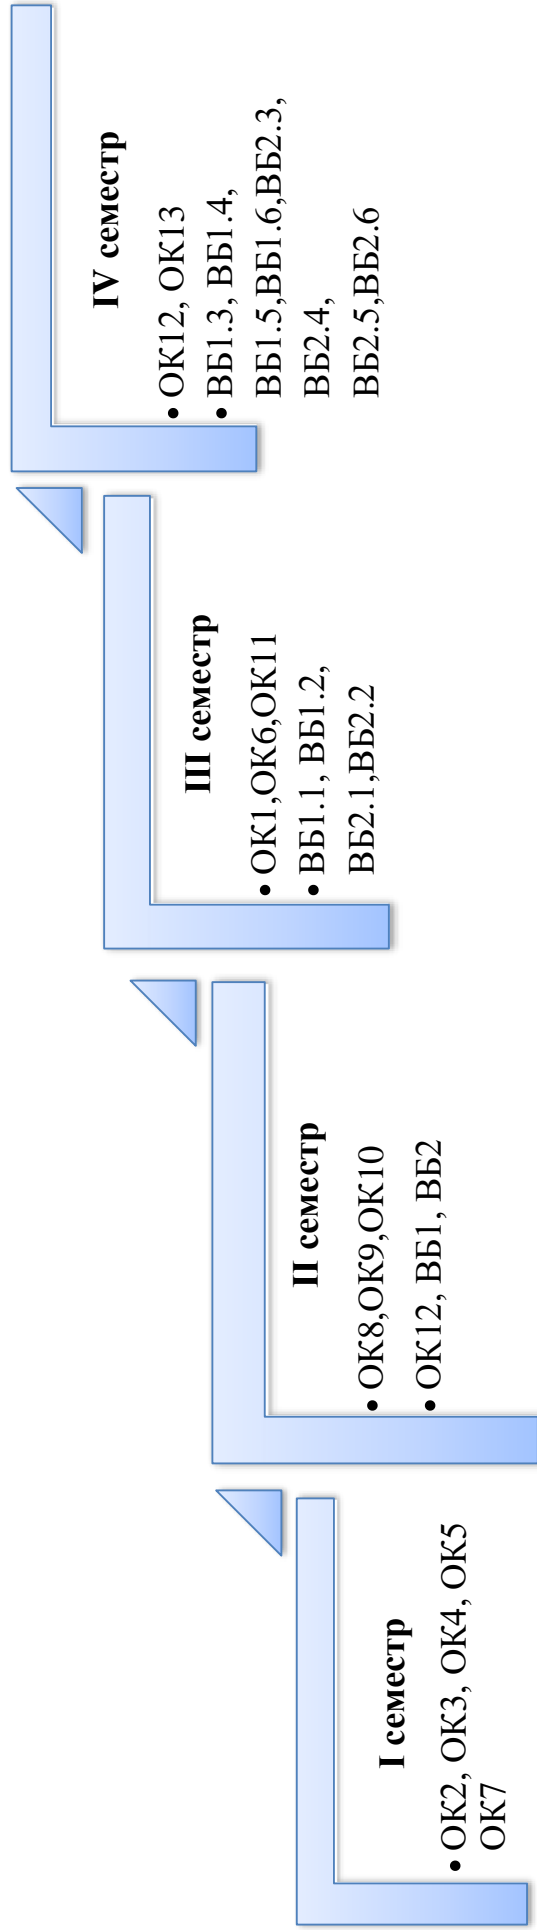 I семестр
• ОК2, ОК3, ОК4, ОК5
ОК7
II семестр
• ОК8,ОК9,ОК10
• ОК12, ВБ1, ВБ2
III семестр
• ОК1,ОК6,ОК11
• ВБ1.1, ВБ1.2,
ВБ2.1,ВБ2.2
IV семестр
• ОК12, ОК13
• ВБ1.3, ВБ1.4,
ВБ1.5,ВБ1.6,ВБ2.3,
ВБ2.4,
ВБ2.5,ВБ2.6